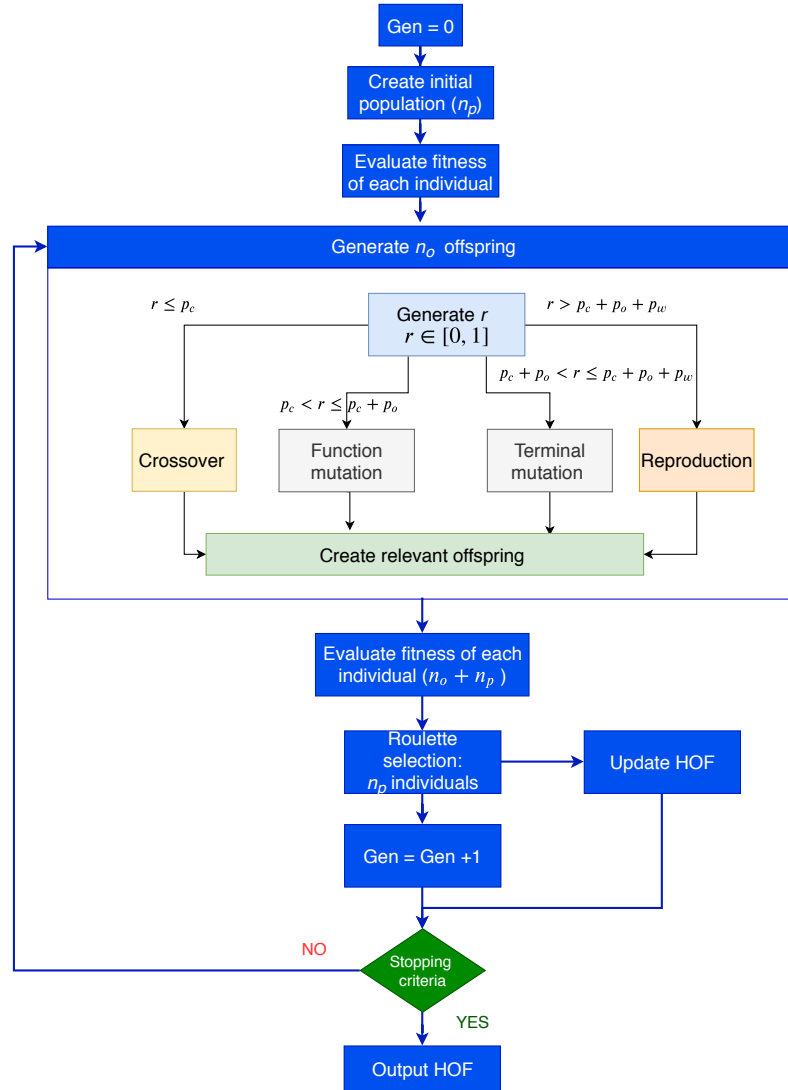 Gen = 0
Create initial
population (n_p)
Evaluate fitness
of each individual
Generate n_o offspring
r ≤ p_c
Generate r
r ∈ [0, 1]
r > p_c + p_o + p_w
p_c + p_o < r ≤ p_c + p_o + p_w
p_c < r ≤ p_c + p_o
Crossover
Function
mutation
Terminal
mutation
Reproduction
Create relevant offspring
Evaluate fitness of each
individual (n_o + n_p )
Roulette
selection:
n_p individuals
Update HOF
Gen = Gen +1
NO
Stopping
criteria
YES
Output HOF